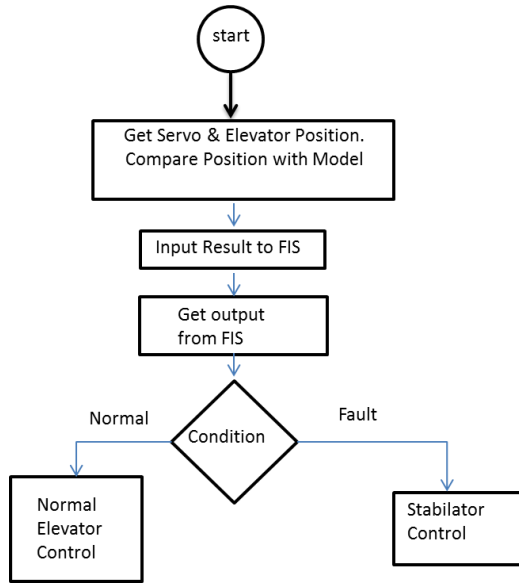 start
Get Servo & Elevator Position.
Compare Position with Model
Input Result to FIS
Get output
from FIS
Condition
Normal
Fault
Normal
Elevator
Control
Stabilator
Control